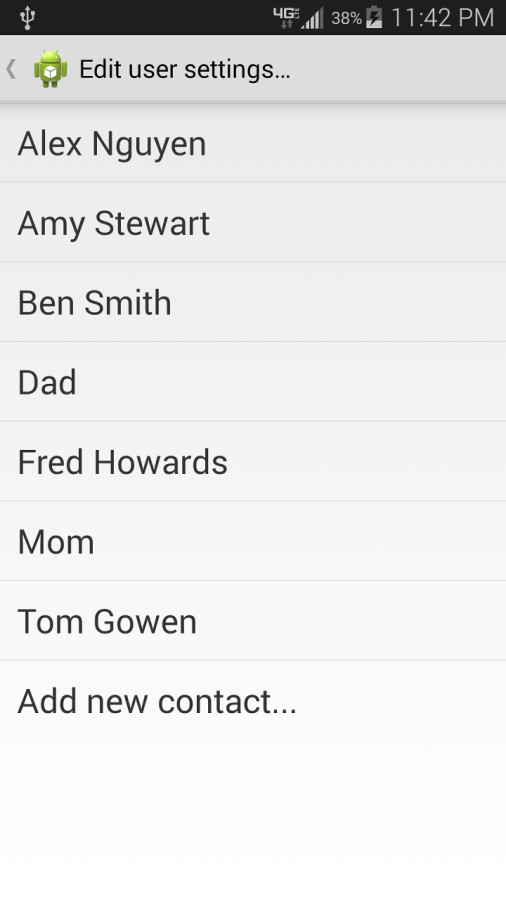 4G LTE 38% 11:42 PM
Edit user settings...
Alex Nguyen
Amy Stewart
Ben Smith
Dad
Fred Howards
Mom
Tom Gowen
Add new contact...